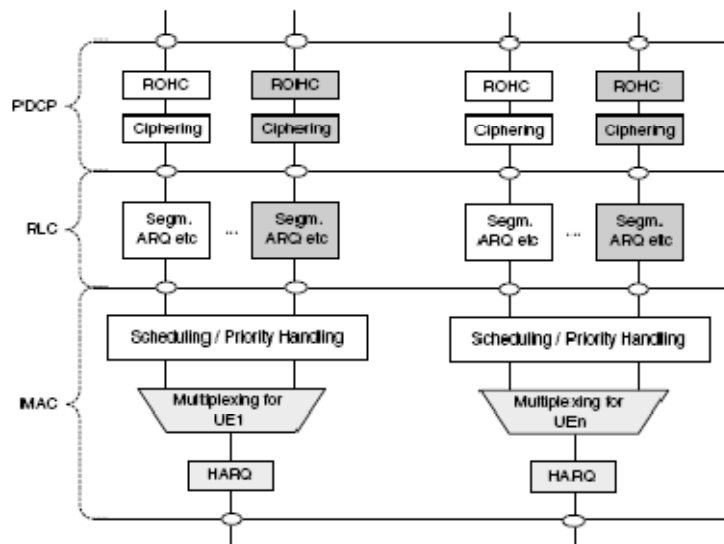 ROHC ROHC ROHC ROHC
PDCP
Ciphering Ciphering Ciphering Ciphering
Segm. Segm. Segm. Segm.
RLC ... ...
ARQ etc ARQ etc ARQ etc ARQ etc
Scheduling / Priority Handling Scheduling / Priority Handling
MAC Multiplexing for Multiplexing for
UE1 UEn
HARQ HARQ